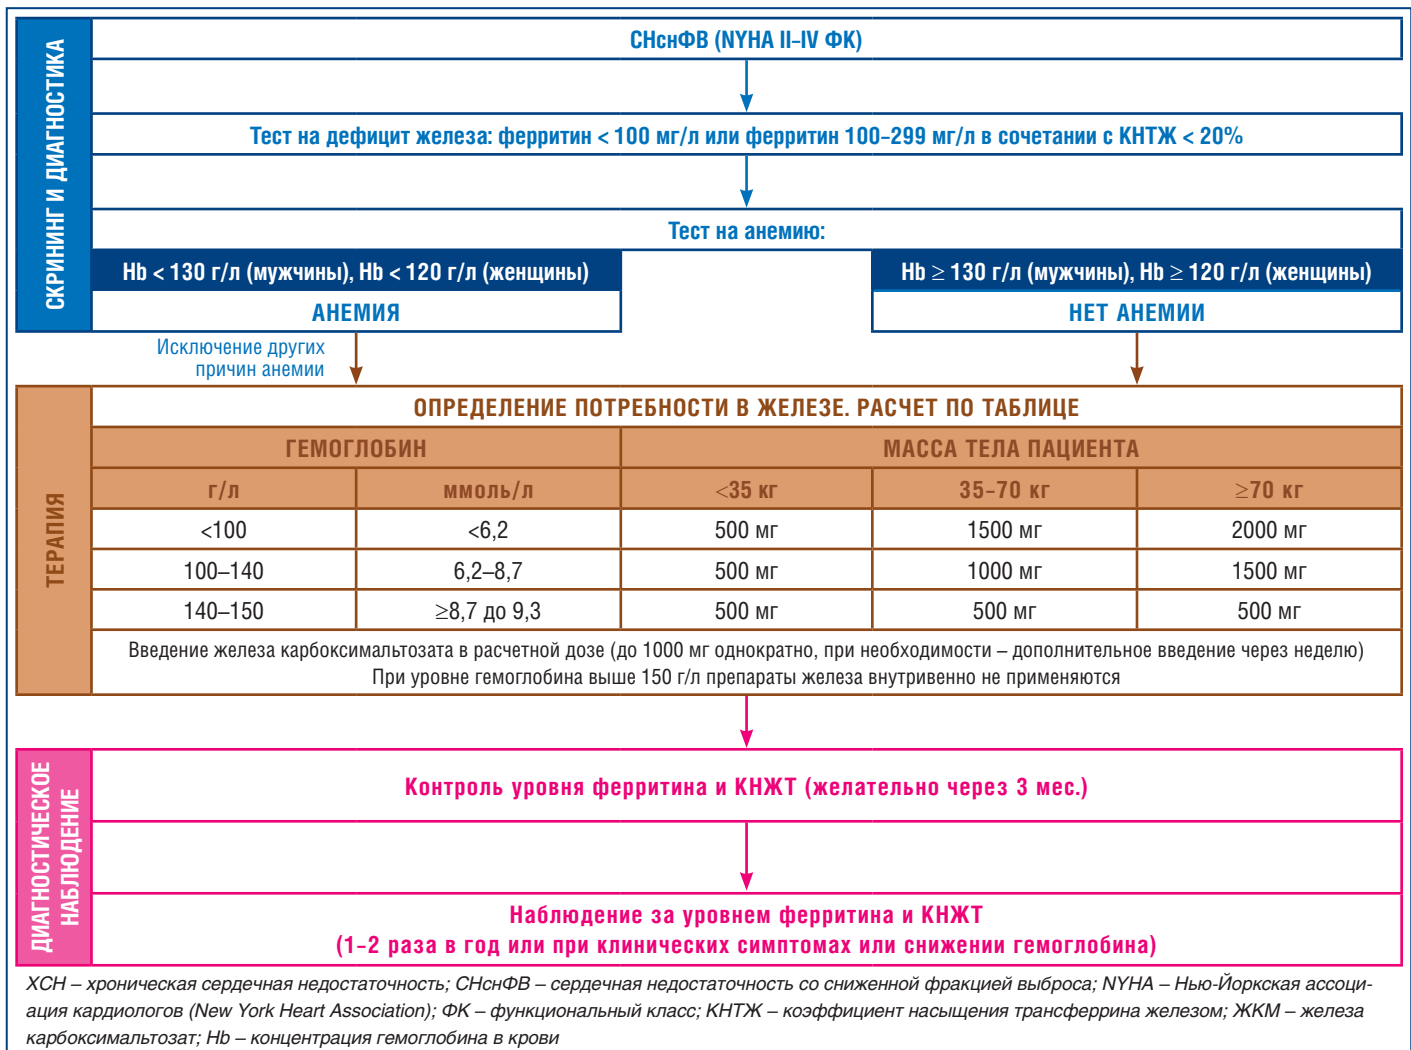 СКРИНИНГ И ДИАГНОСТИКА
СНснФВ (NYHA II–IV ФК)
Тест на дефицит железа: ферритин < 100 мг/л или ферритин 100–299 мг/л в сочетании с КНТЖ < 20%
Тест на анемию:
Hb < 130 г/л (мужчины), Hb < 120 г/л (женщины)
Hb ≥ 130 г/л (мужчины), Hb ≥ 120 г/л (женщины)
АНЕМИЯ
НЕТ АНЕМИИ
Исключение других
причин анемии
ТЕРАПИЯ
ОПРЕДЕЛЕНИЕ ПОТРЕБНОСТИ В ЖЕЛЕЗЕ. РАСЧЕТ ПО ТАБЛИЦЕ
ГЕМОГЛОБИН
МАССА ТЕЛА ПАЦИЕНТА
г/л
ммоль/л
<35 кг
35–70 кг
≥70 кг
<100
<6,2
500 мг
1500 мг
2000 мг
100–140
6,2–8,7
500 мг
1000 мг
1500 мг
140–150
≥8,7 до 9,3
500 мг
500 мг
500 мг
Введение железа карбоксимальтозата в расчетной дозе (до 1000 мг однократно, при необходимости – дополнительное введение через неделю)
При уровне гемоглобина выше 150 г/л препараты железа внутривенно не применяются
ДИАГНОСТИЧЕСКОЕ
НАБЛЮДЕНИЕ
Контроль уровня ферритина и КНЖТ (желательно через 3 мес.)
Наблюдение за уровнем ферритина и КНЖТ
(1–2 раза в год или при клинических симптомах или снижении гемоглобина)
ХСН – хроническая сердечная недостаточность; СНснФВ – сердечная недостаточность со сниженной фракцией выброса; NYHA – Нью-Йоркская ассоци-
ация кардиологов (New York Heart Association); ФК – функциональный класс; КНТЖ – коэффициент насыщения трансферрина железом; ЖКМ – железа
карбоксимальтозат; Hb – концентрация гемоглобина в крови